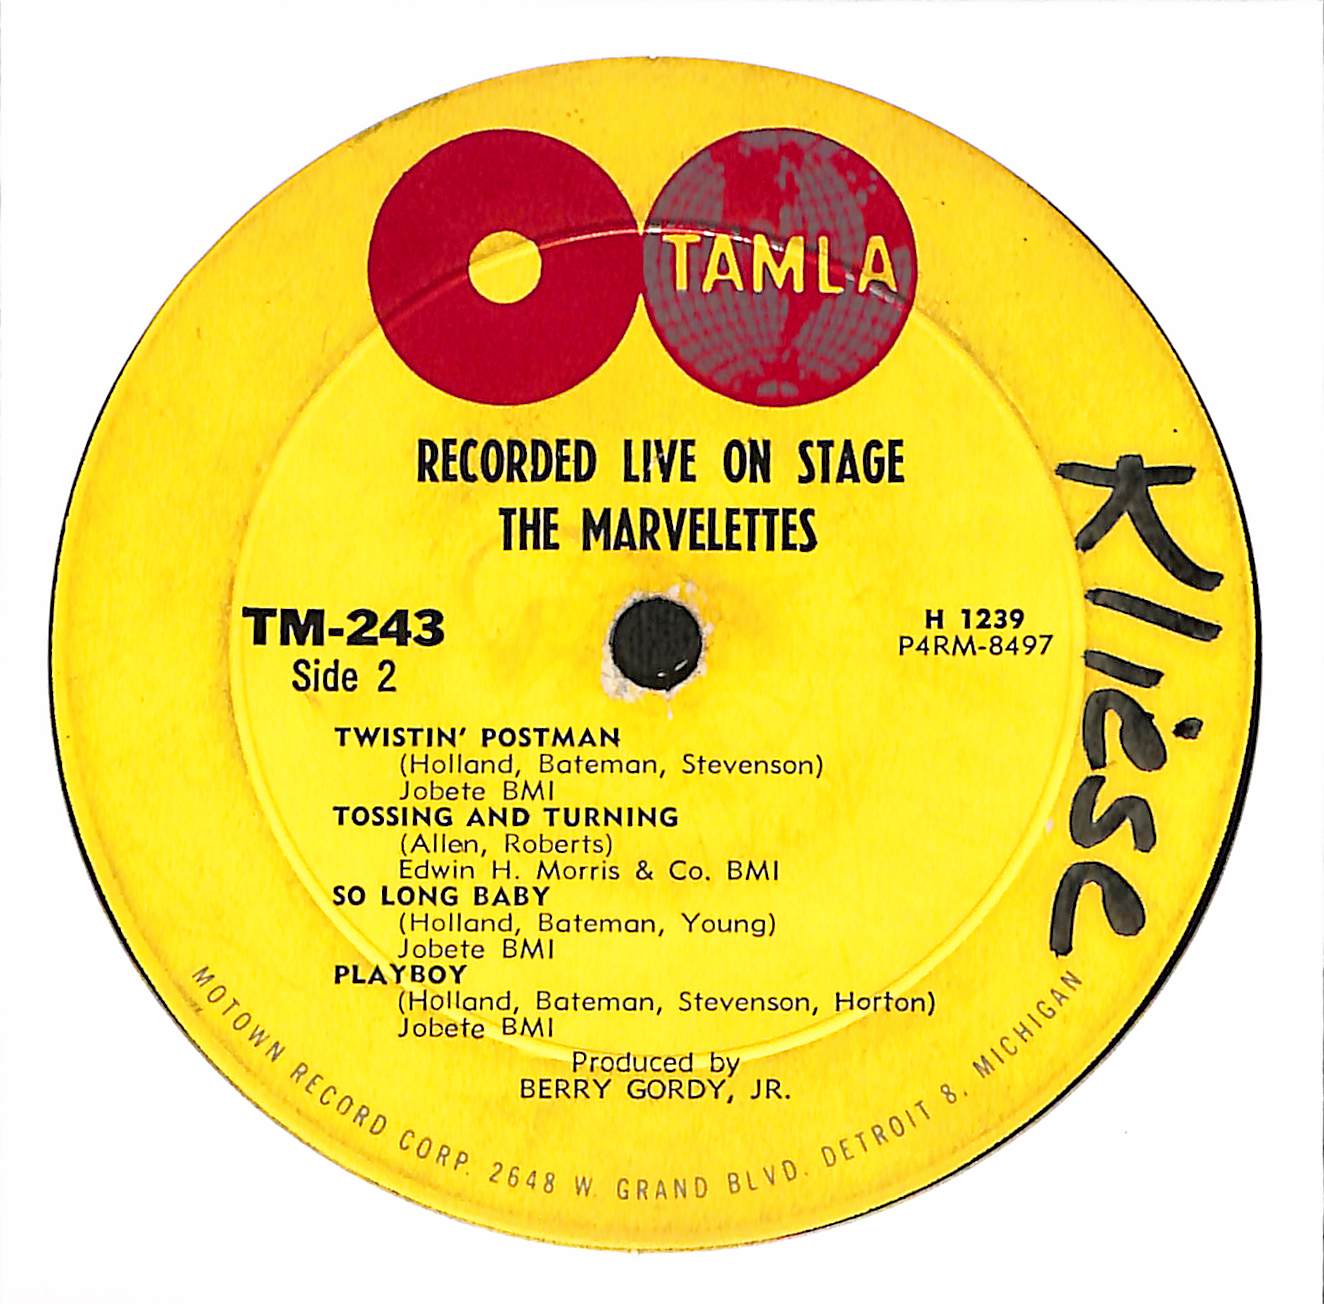 TAMLA
RECORDED LIVE ON STAGE
THE MARVELETTES
TM-243
Side 2
H 1239
P4RM-8497
TWISTIN' POSTMAN
(Holland, Bateman, Stevenson)
Jobete BMI
TOSSING AND TURNING
(Allen, Roberts)
Edwin H. Morris & Co. BMI
SO LONG BABY
(Holland, Bateman, Young)
Jobete BMI
PLAYBOY
(Holland, Bateman, Stevenson, Horton)
Jobete BMI
Produced by
BERRY GORDY, JR.
MOTOWN RECORD CORP. 2648 W. GRAND BLVD. DETROIT 8, MICHIGAN
Kliese